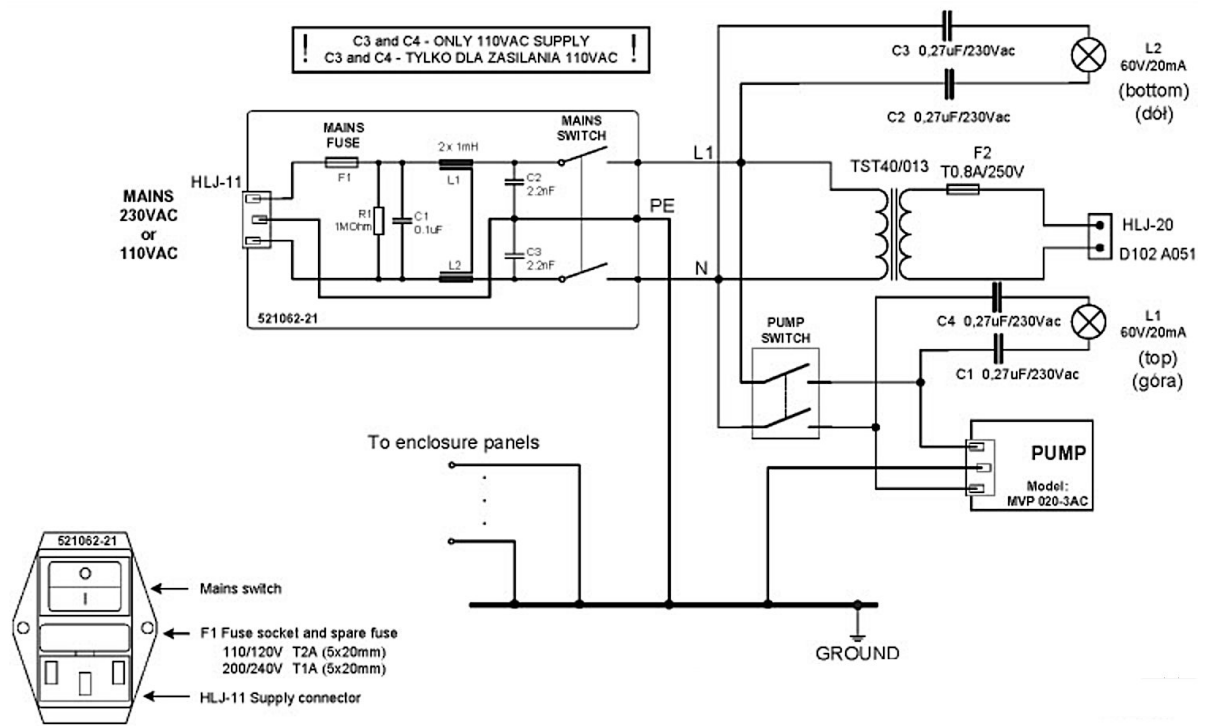 ! C3 and C4 - ONLY 110VAC SUPPLY !
C3 and C4 - TYLKO DLA ZASILANIA 110VAC
C3 0,27uF/230Vac
L2
60V/20mA
(bottom)
(dół)
C2 0,27uF/230Vac
MAINS
FUSE
F1
2 x 1mH
L1
MAINS
SWITCH
C2
2.2nF
L1
TST40/013
F2
T0.8A/250V
HLJ-11
MAINS
230VAC
or
110VAC
R1
1MOhm
C1
0.1uF
PE
HLJ-20
D102 A051
C3
2.2nF
L2
N
521062-21
PUMP
SWITCH
C4 0,27uF/230Vac
L1
60V/20mA
(top)
(góra)
C1 0,27uF/230Vac
To enclosure panels
PUMP
Model:
MVP 020-3AC
521062-21
O
I
Mains switch
F1 Fuse socket and spare fuse
110/120V T2A (5x20mm)
200/240V T1A (5x20mm)
HLJ-11 Supply connector
GROUND